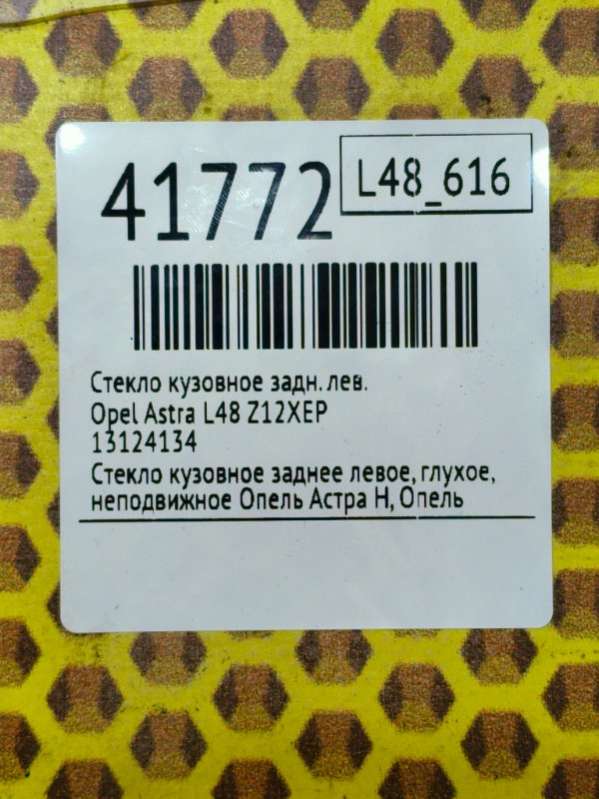 41772
L48_616
Стекло кузовное задн. лев.
Opel Astra L48 Z12XEP
13124134
Стекло кузовное заднее левое, глухое,
неподвижное Опель Астра H, Опель